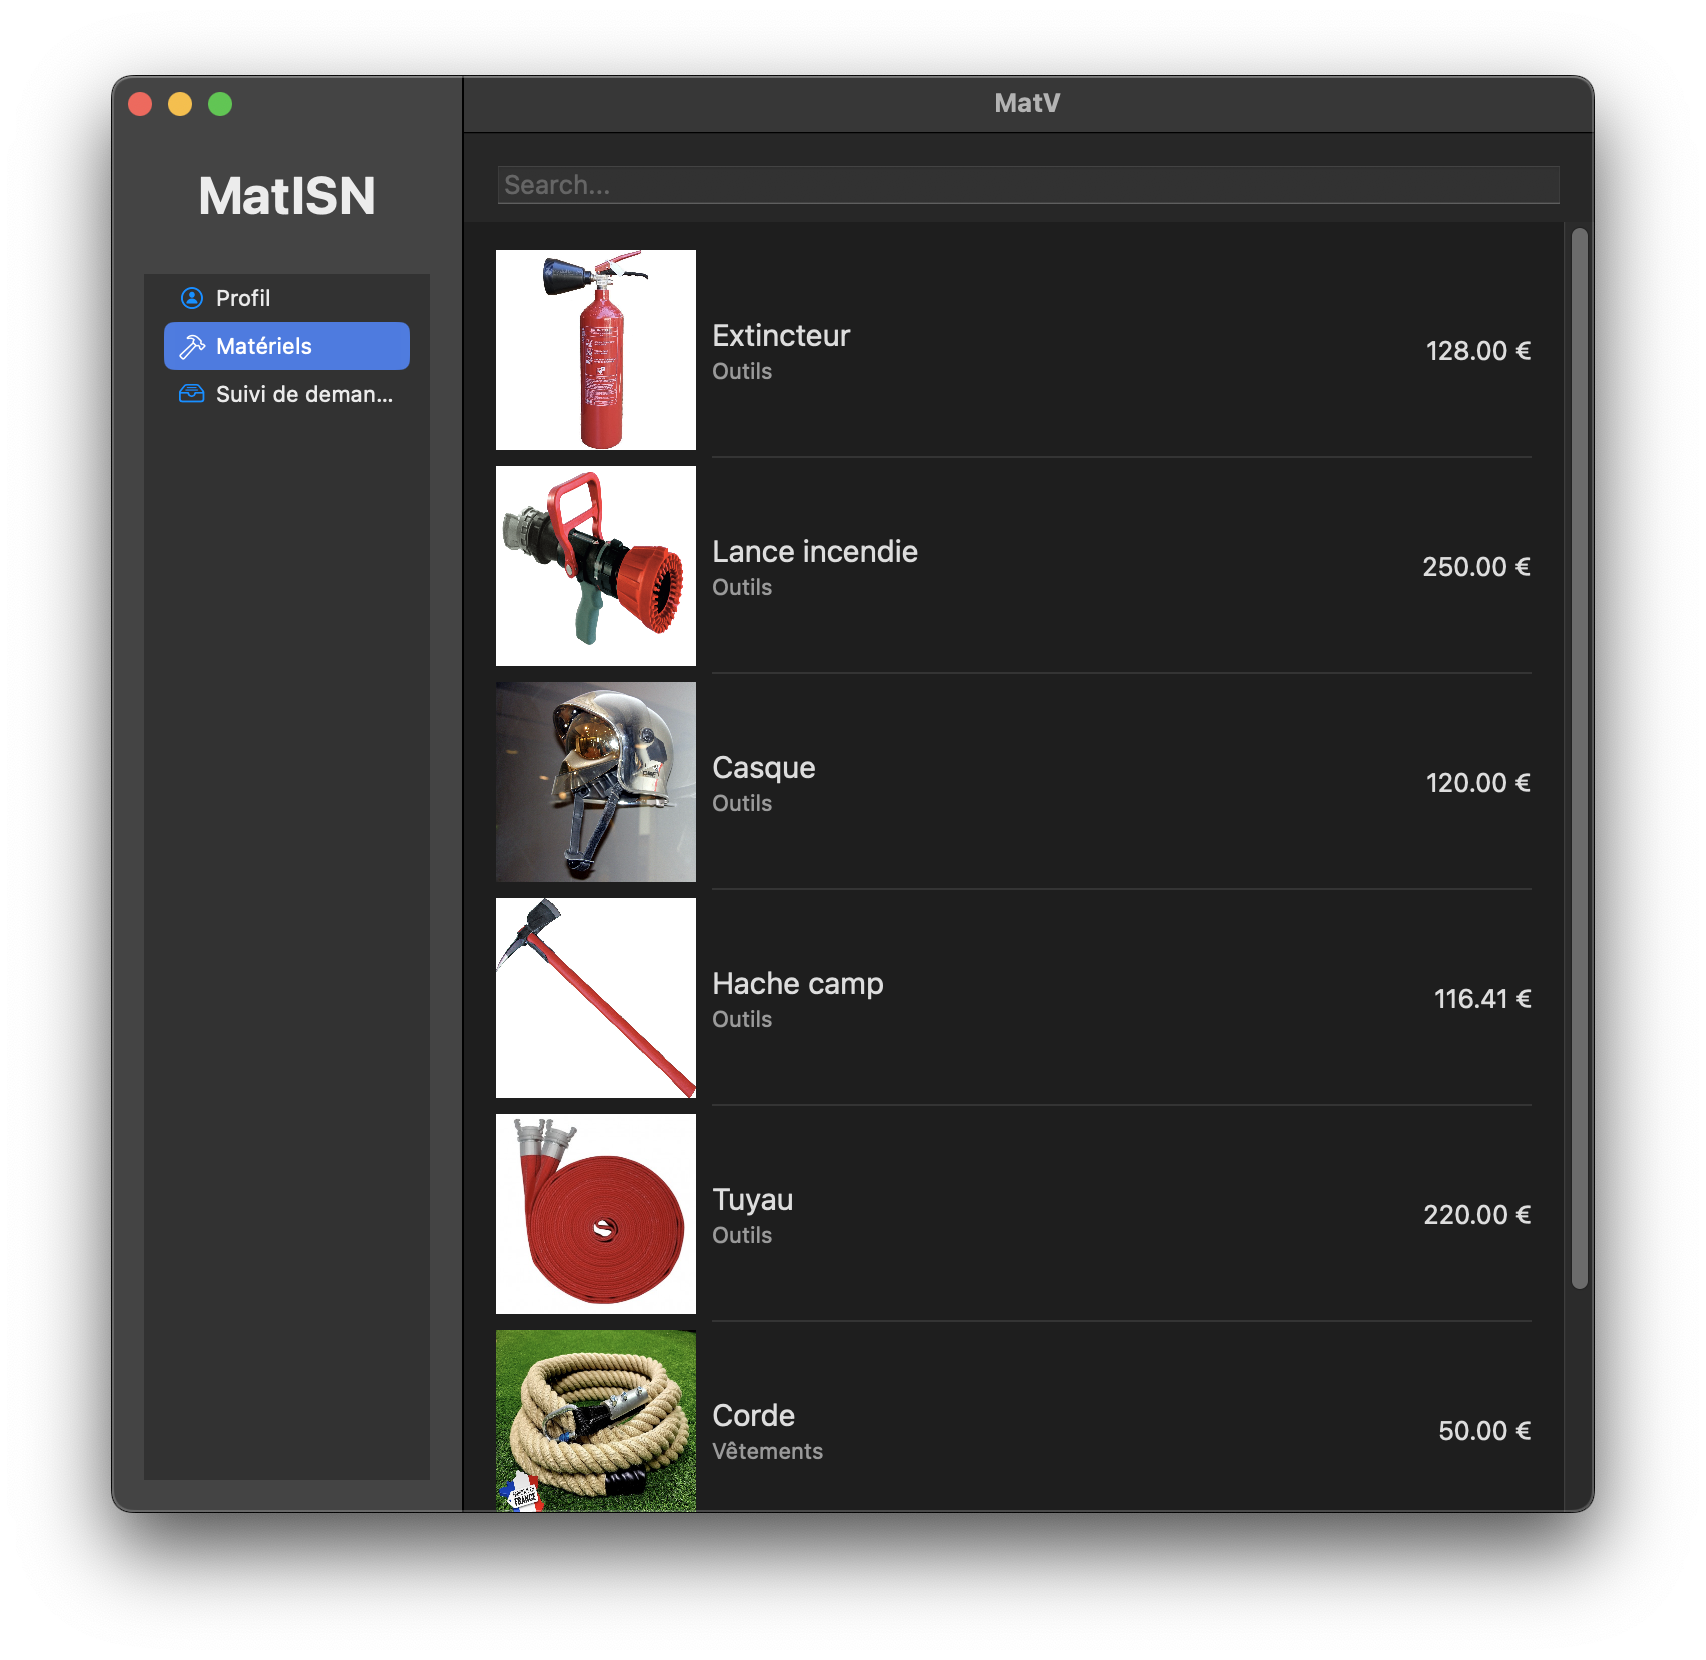 MatV
MatISN
Search...
Profil
Matériels
Suivi de deman...
Extincteur
Outils
128.00 €
Lance incendie
Outils
250.00 €
Casque
Outils
120.00 €
Hache camp
Outils
116.41 €
Tuyau
Outils
220.00 €
Corde
Vêtements
50.00 €
FRANCE